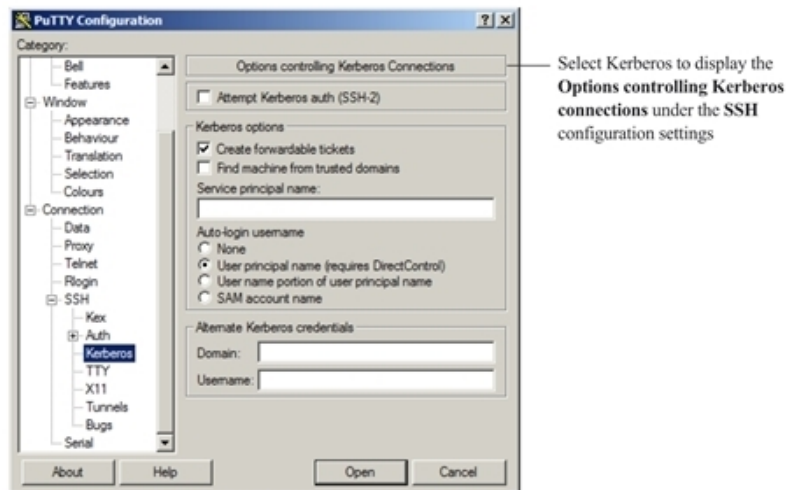 PuTTY Configuration
Category:
Bell
Features
Window
Appearance
Behaviour
Translation
Selection
Colours
Connection
Data
Proxy
Telnet
Rlogin
SSH
Kex
Auth
Kerberos
TTY
X11
Tunnels
Bugs
Serial
Options controlling Kerberos Connections
Attempt Kerberos auth (SSH-2)
Kerberos options
Create forwardable tickets
Find machine from trusted domains
Service principal name:
Auto-login username
None
User principal name (requires DirectControl)
User name portion of user principal name
SAM account name
Alternate Kerberos credentials
Domain:
Username:
About
Help
Open
Cancel
Select Kerberos to display the
Options controlling Kerberos
connections under the SSH
configuration settings